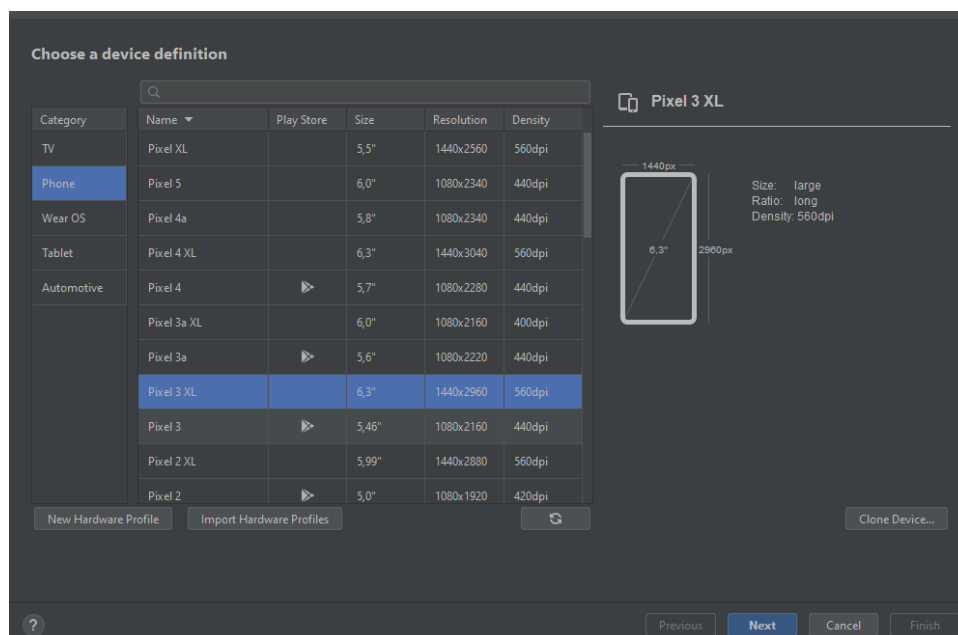 Choose a device definition
Pixel 3 XL
Category Name Play Store Size Resolution Density
TV
Phone
Wear OS
Tablet
Automotive
Pixel XL 5,5" 1440x2560 560dpi
Pixel 5 6,0" 1080x2340 440dpi
Pixel 4a 5,8" 1080x2340 440dpi
Pixel 4 XL 6,3" 1440x3040 560dpi
Pixel 4 5,7" 1080x2280 440dpi
Pixel 3a XL 6,0" 1080x2160 400dpi
Pixel 3a 5,6" 1080x2220 440dpi
Pixel 3 XL 6,3" 1440x2960 560dpi
Pixel 3 5,46" 1080x2160 440dpi
Pixel 2 XL 5,99" 1440x2880 560dpi
Pixel 2 5,0" 1080x1920 420dpi
1440px
6,3"
2960px
Size: large
Ratio: long
Density: 560dpi
New Hardware Profile Import Hardware Profiles Clone Device...
? Previous Next Cancel Finish